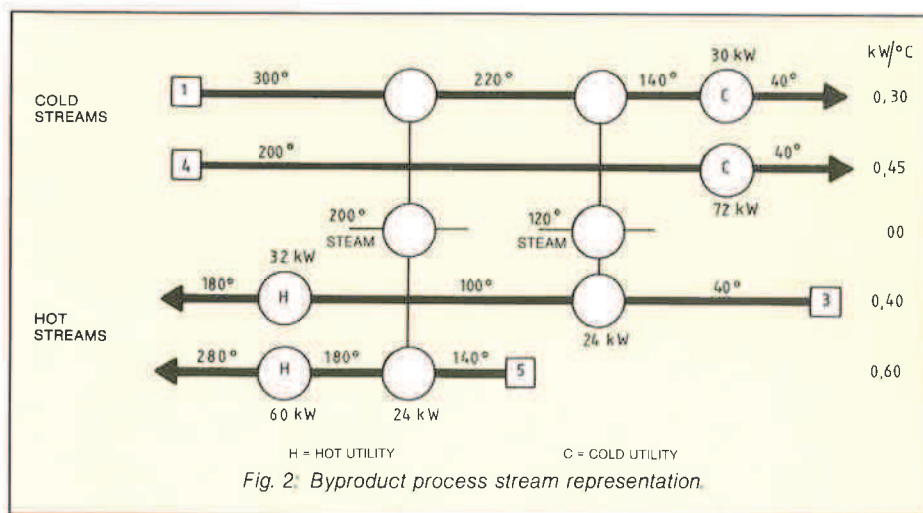 kW/°C
30 kW
1 300° 220° 140° C 40° 0,30
COLD STREAMS
4 200° C 40° 0,45
72 kW
200° STEAM 120° STEAM 00
32 kW
180° H 100° 40° 3 0,40
HOT STREAMS
24 kW
280° H 180° 140° 5 0,60
60 kW 24 kW
H = HOT UTILITY C = COLD UTILITY
Fig. 2: Byproduct process stream representation.